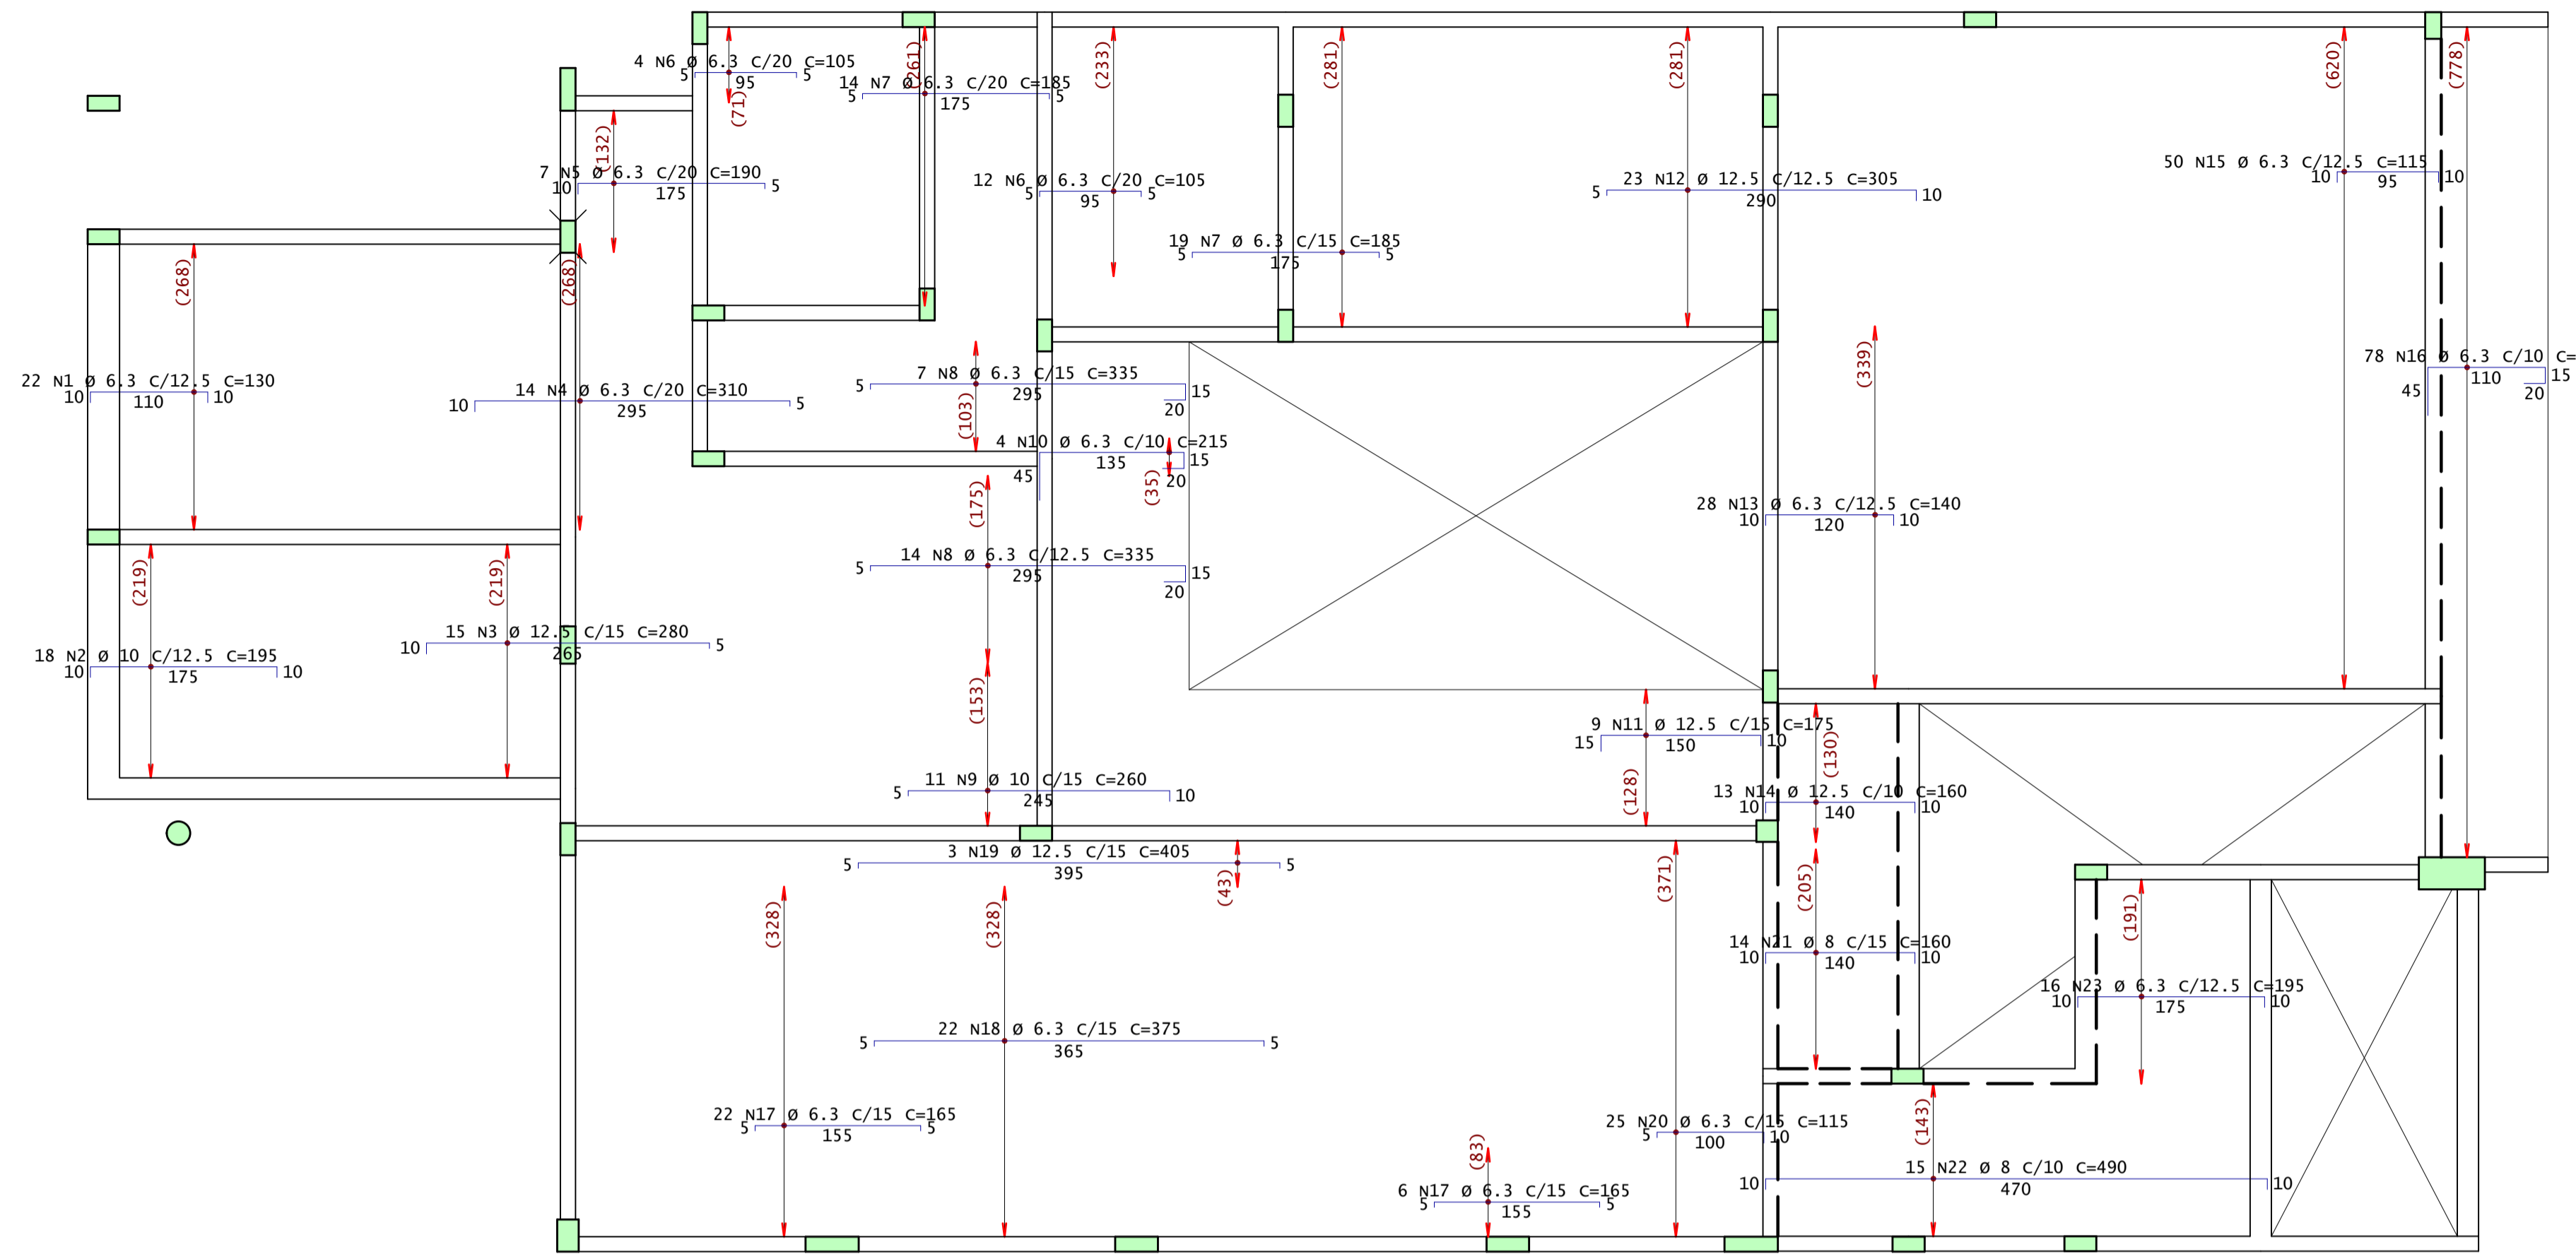 4 N6 Ø 6.3 C/20 C=105
5 95 5
(71)
(261)
14 N7 Ø 6.3 C/20 C=185
5 175 5
(233)
(281)
(281)
(620)
(778)
(132)
7 N5 Ø 6.3 C/20 C=190
10 175 5
12 N6 Ø 6.3 C/20 C=105
5 95 5
23 N12 Ø 12.5 C/12.5 C=305
5 290 10
50 N15 Ø 6.3 C/12.5 C=115
10 95 10
19 N7 Ø 6.3 C/15 C=185
5 175 5
(268)
(268)
22 N1 Ø 6.3 C/12.5 C=130
10 110 10
14 N4 Ø 6.3 C/20 C=310
10 295 5
7 N8 Ø 6.3 C/15 C=335
5 295 15
20
(103)
(339)
78 N16 Ø 6.3 C/10 C=
45 110 15
20
4 N10 Ø 6.3 C/10 C=215
45 135 15
20
(35)
(175)
28 N13 Ø 6.3 C/12.5 C=140
10 120 10
14 N8 Ø 6.3 C/12.5 C=335
5 295 15
20
(219)
(219)
15 N3 Ø 12.5 C/15 C=280
10 265 5
18 N2 Ø 10 C/12.5 C=195
10 175 10
(153)
9 N11 Ø 12.5 C/15 C=175
15 150 10
(130)
(128)
11 N9 Ø 10 C/15 C=260
5 245 10
13 N14 Ø 12.5 C/10 C=160
10 140 10
3 N19 Ø 12.5 C/15 C=405
5 395 5
(43)
(371)
(205)
(328)
(328)
(191)
14 N21 Ø 8 C/15 C=160
10 140 10
16 N23 Ø 6.3 C/12.5 C=195
10 175 10
22 N18 Ø 6.3 C/15 C=375
5 365 5
22 N17 Ø 6.3 C/15 C=165
5 155 5
25 N20 Ø 6.3 C/15 C=115
5 100 10
(143)
(83)
15 N22 Ø 8 C/10 C=490
10 470 10
6 N17 Ø 6.3 C/15 C=165
5 155 5